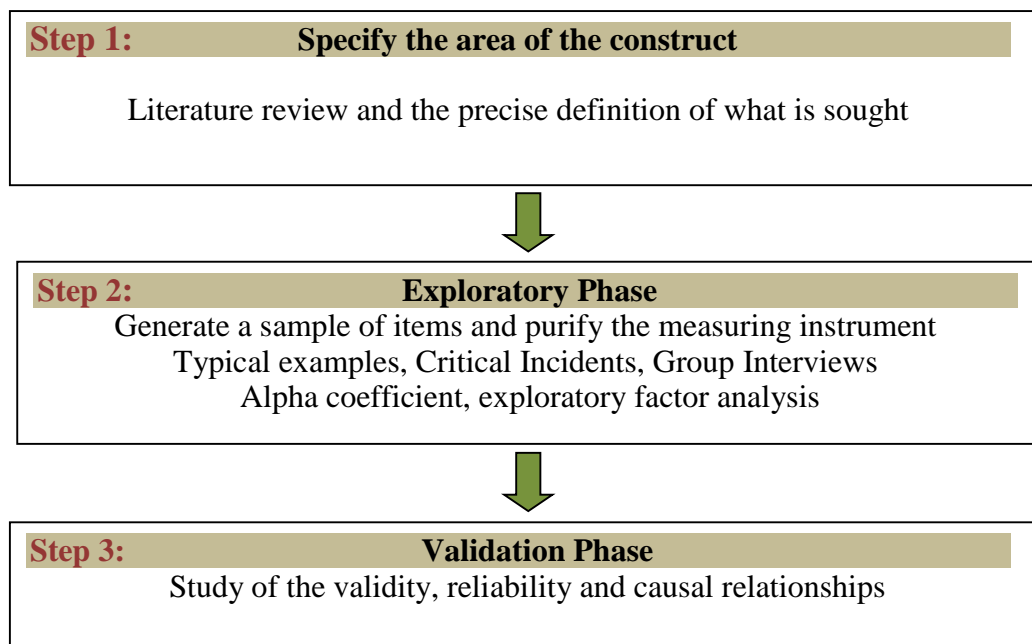 Step 1: Specify the area of the construct
Literature review and the precise definition of what is sought
Step 2: Exploratory Phase
Generate a sample of items and purify the measuring instrument
Typical examples, Critical Incidents, Group Interviews
Alpha coefficient, exploratory factor analysis
Step 3: Validation Phase
Study of the validity, reliability and causal relationships